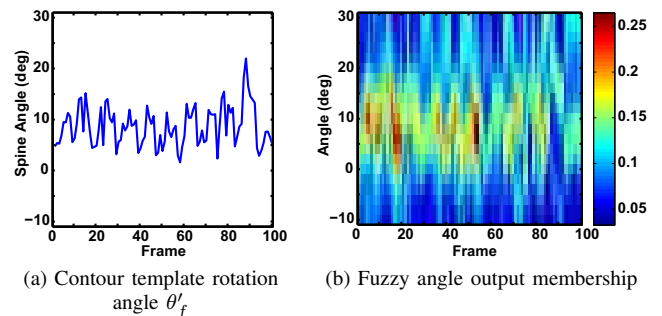 30
20
10
0
−10
Spine Angle (deg)
0 20 40 60 80 100
Frame
(a) Contour template rotation
angle θ′f
30
20
10
0
−10
Angle (deg)
0 20 40 60 80 100
Frame
0.25
0.2
0.15
0.1
0.05
(b) Fuzzy angle output membership